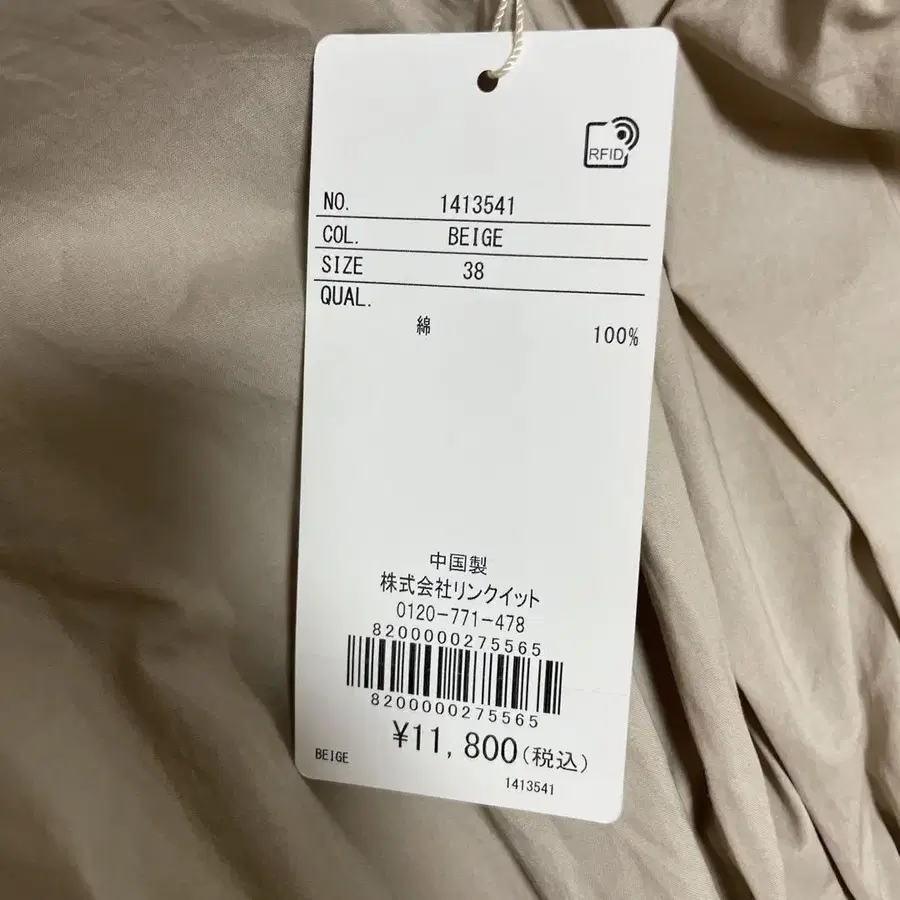 RFID
NO. 1413541
COL. BEIGE
SIZE 38
QUAL.
綿 100%
中国製
株式会社リンクイット
0120-771-478
8200000275565
8200000275565
¥11,800(税込)
BEIGE
1413541